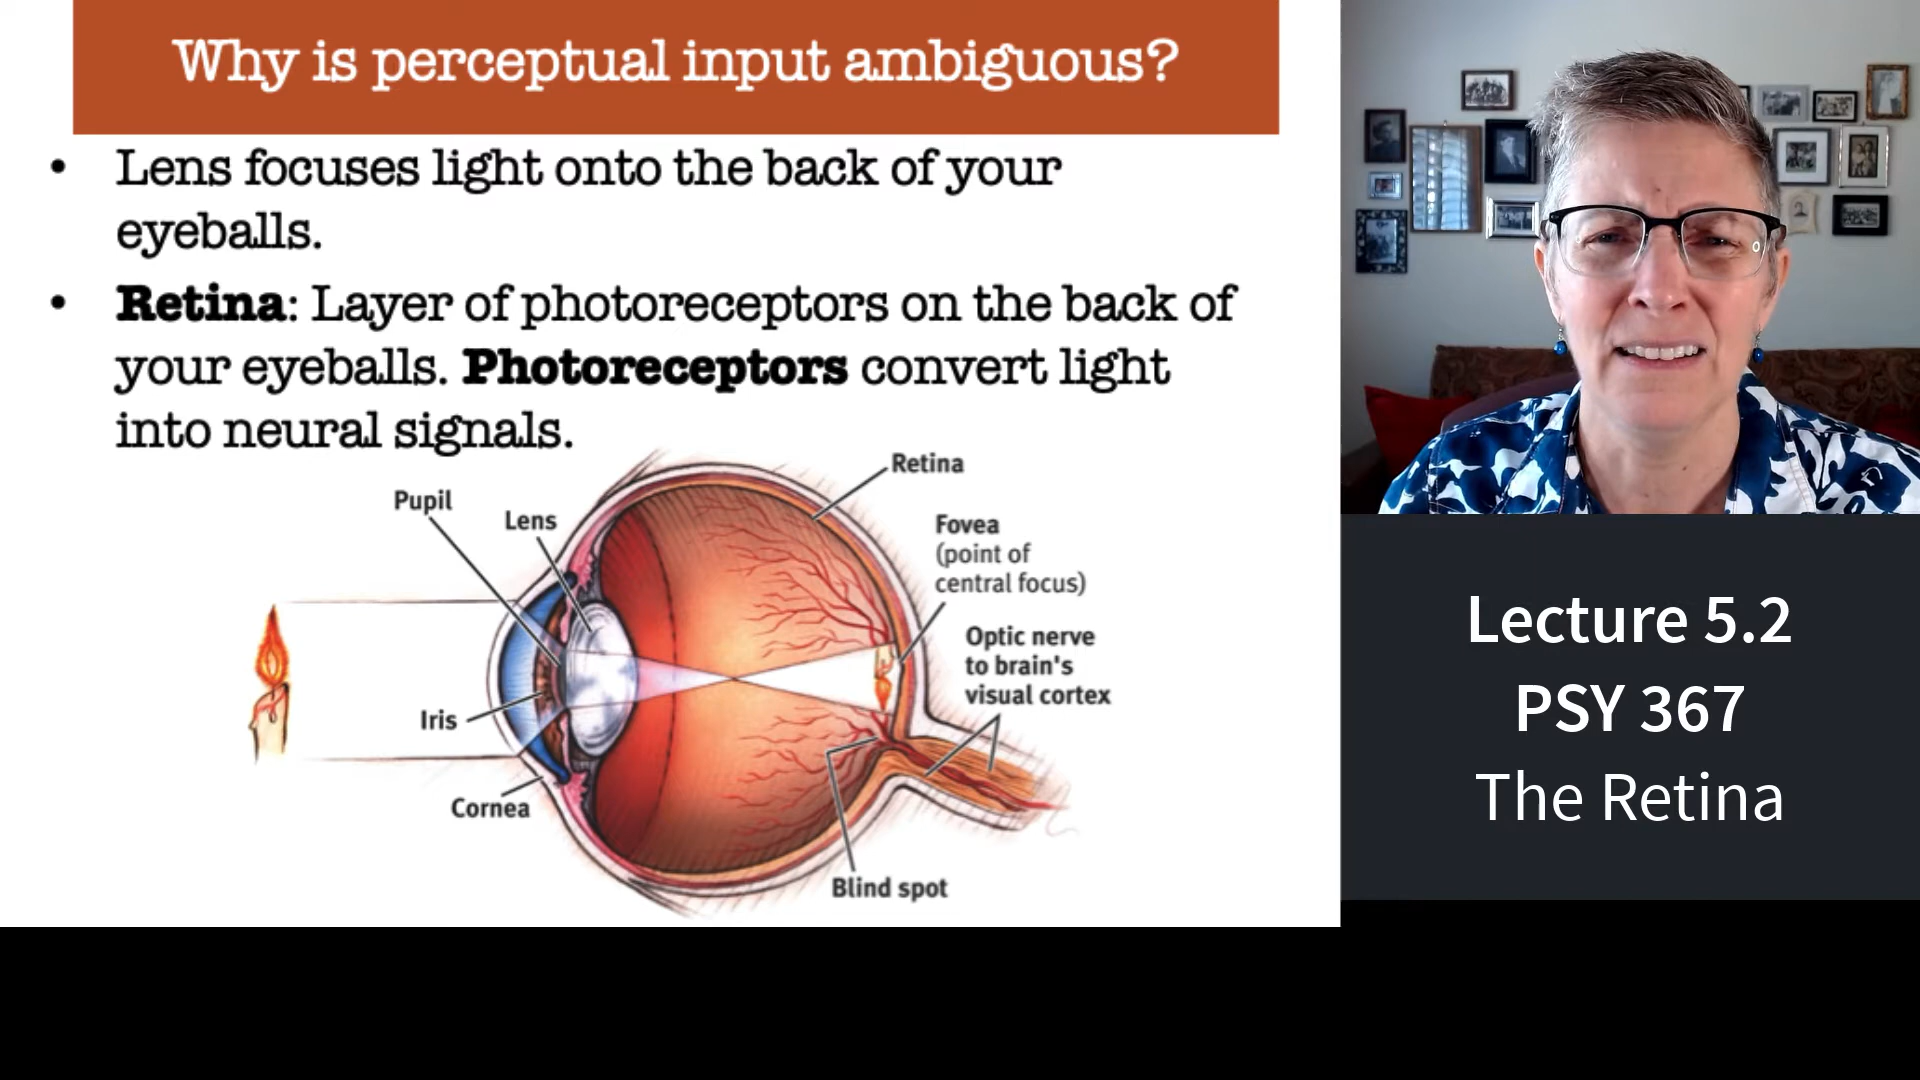 Why is perceptual input ambiguous?
• Lens focuses light onto the back of your
eyeballs.
• Retina: Layer of photoreceptors on the back of
your eyeballs. Photoreceptors convert light
into neural signals.
Retina
Pupil
Lens
Fovea
(point of
central focus)
Optic nerve
to brain's
visual cortex
Iris
Cornea
Blind spot
Lecture 5.2
PSY 367
The Retina